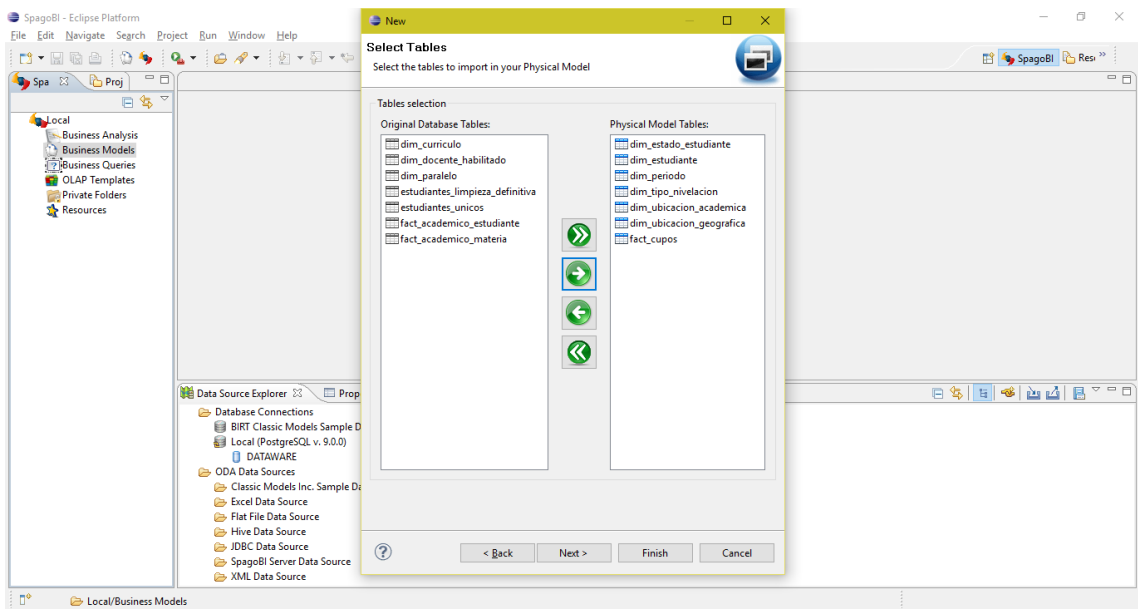 SpagoBI - Eclipse Platform
File Edit Navigate Search Project Run Window Help
SpagoBI Res »
Spa Proj
Local
Business Analysis
Business Models
Business Queries
OLAP Templates
Private Folders
Resources
New
Select Tables
Select the tables to import in your Physical Model
Tables selection
Original Database Tables:
dim_curriculo
dim_docente_habilitado
dim_paralelo
estudiantes_limpieza_definitiva
estudiantes_unicos
fact_academico_estudiante
fact_academico_materia
Physical Model Tables:
dim_estado_estudiante
dim_estudiante
dim_periodo
dim_tipo_nivelacion
dim_ubicacion_academica
dim_ubicacion_geografica
fact_cupos
< Back Next > Finish Cancel
Data Source Explorer Prop
Database Connections
BIRT Classic Models Sample D
Local (PostgreSQL v. 9.0.0)
DATAWARE
ODA Data Sources
Classic Models Inc. Sample Da
Excel Data Source
Flat File Data Source
Hive Data Source
JDBC Data Source
SpagoBI Server Data Source
XML Data Source
Local/Business Models